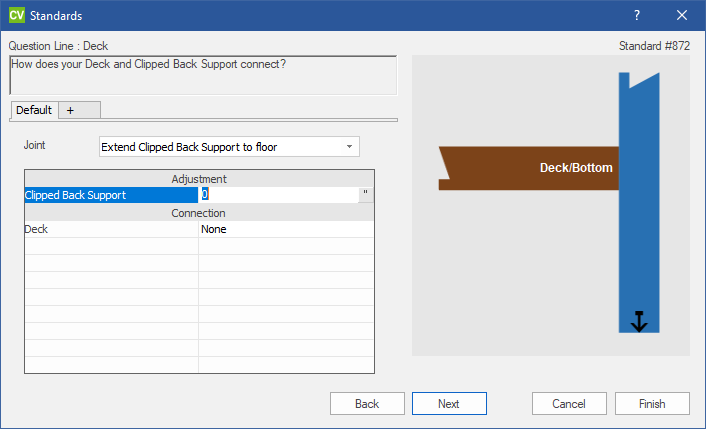 CV Standards ?
Question Line : Deck
Standard #872
How does your Deck and Clipped Back Support connect?
Default +
Joint
Extend Clipped Back Support to floor
Adjustment
Clipped Back Support 0 "
Connection
Deck None
Deck/Bottom
Back Next Cancel Finish